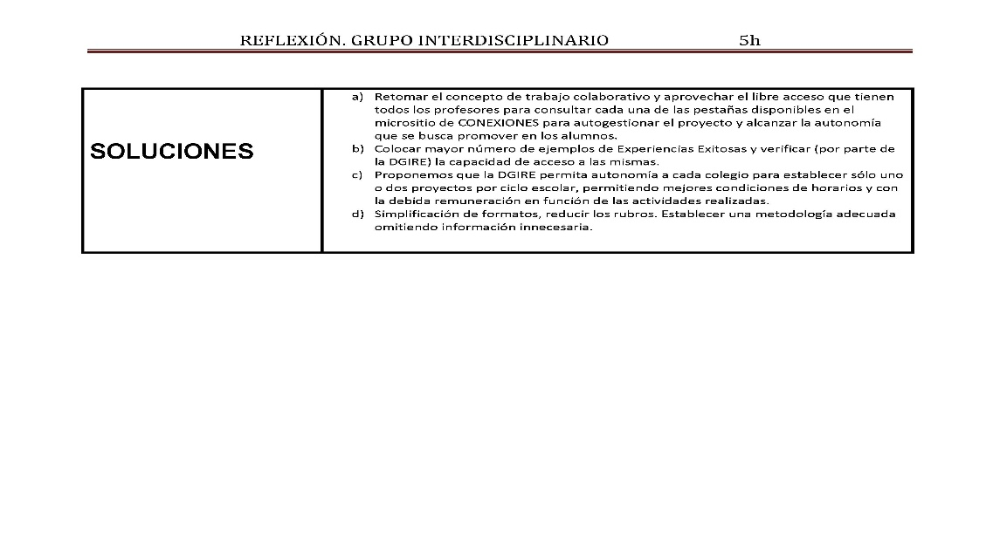 REFLEXIÓN. GRUPO INTERDISCIPLINARIO 5h
SOLUCIONES
a) Retomar el concepto de trabajo colaborativo y aprovechar el libre acceso que tienen
todos los profesores para consultar cada una de las pestañas disponibles en el
micrositio de CONEXIONES para autogestionar el proyecto y alcanzar la autonomía
que se busca promover en los alumnos.
b) Colocar mayor número de ejemplos de Experiencias Exitosas y verificar (por parte de
la DGIRE) la capacidad de acceso a las mismas.
c) Proponemos que la DGIRE permita autonomía a cada colegio para establecer sólo uno
o dos proyectos por ciclo escolar, permitiendo mejores condiciones de horarios y con
la debida remuneración en función de las actividades realizadas.
d) Simplificación de formatos, reducir los rubros. Establecer una metodología adecuada
omitiendo información innecesaria.